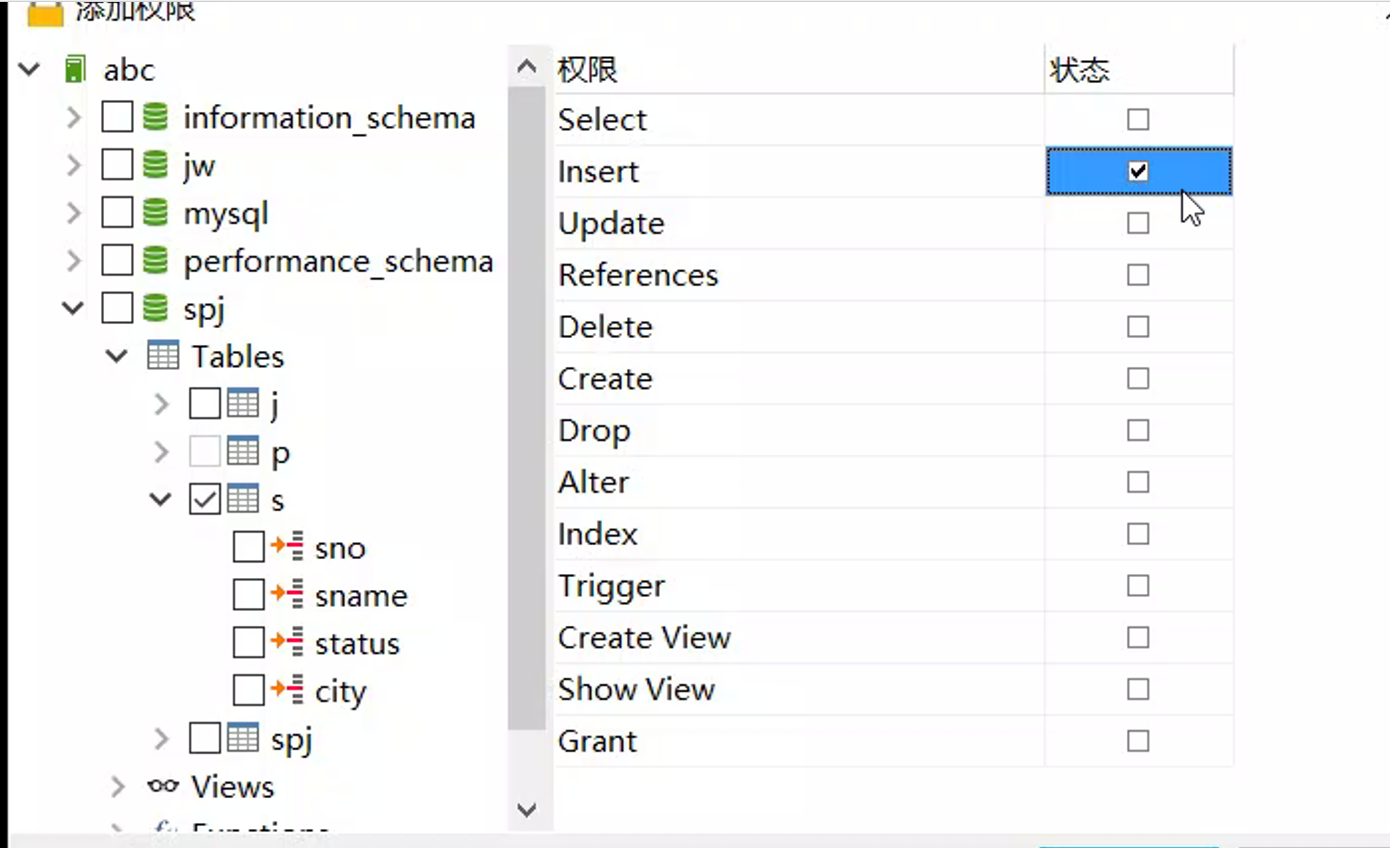 添加权限
abc
information_schema
jw
mysql
performance_schema
spj
Tables
j
p
s
sno
sname
status
city
spj
Views
Functions
权限 状态
Select
Insert
Update
References
Delete
Create
Drop
Alter
Index
Trigger
Create View
Show View
Grant